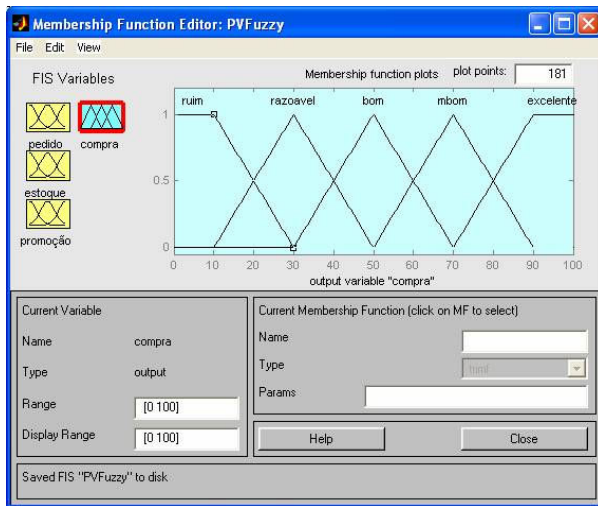 Membership Function Editor: PVFuzzy
File Edit View
FIS Variables
pedido
compra
estoque
promoção
Membership function plots
plot points: 181
ruim razoavel bom mbom excelente
1
0.5
0
0 10 20 30 40 50 60 70 80 90 100
output variable "compra"
Current Variable
Name compra
Type output
Range [0 100]
Display Range [0 100]
Current Membership Function (click on MF to select)
Name
Type trimf
Params
Help Close
Saved FIS "PVFuzzy" to disk